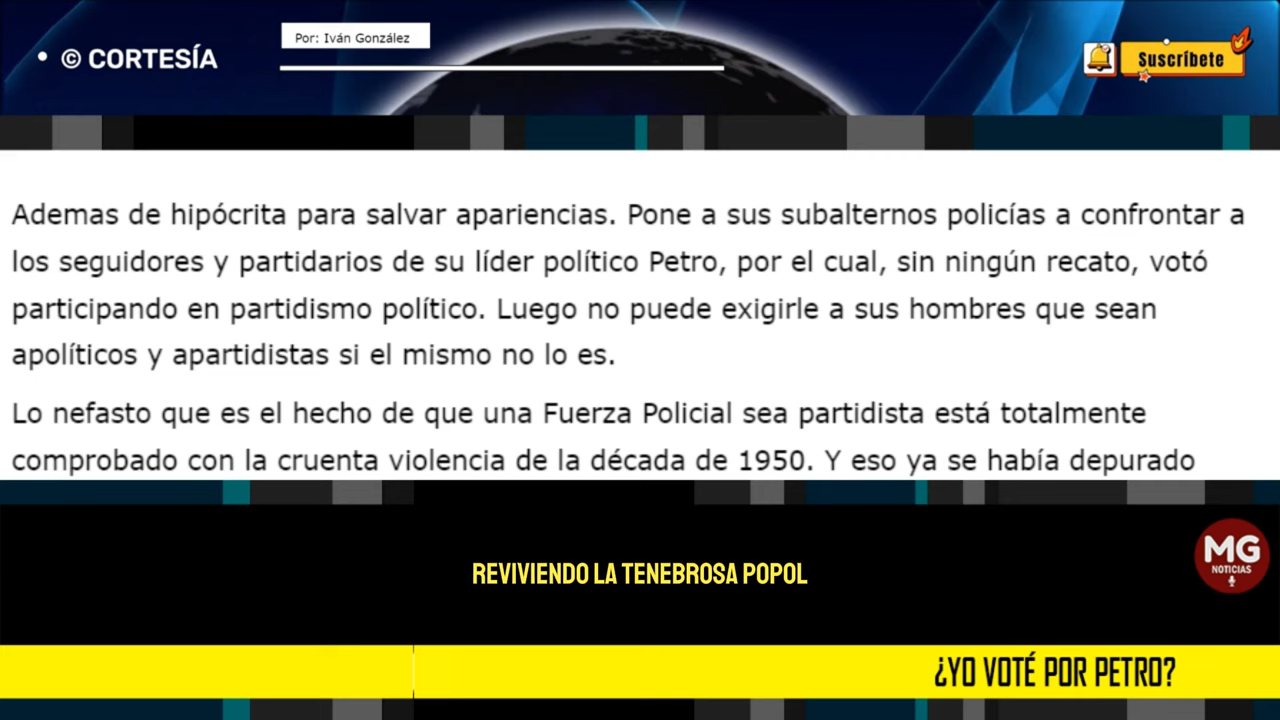 © CORTESÍA
Por: Iván González
Suscríbete
Ademas de hipócrita para salvar apariencias. Pone a sus subalternos policías a confrontar a
los seguidores y partidarios de su líder político Petro, por el cual, sin ningún recato, votó
participando en partidismo político. Luego no puede exigirle a sus hombres que sean
apolíticos y apartidistas si el mismo no lo es.
Lo nefasto que es el hecho de que una Fuerza Policial sea partidista está totalmente
comprobado con la cruenta violencia de la década de 1950. Y eso ya se había depurado
REVIVIENDO LA TENEBROSA POPOL
MG
NOTICIAS
¿YO VOTÉ POR PETRO?